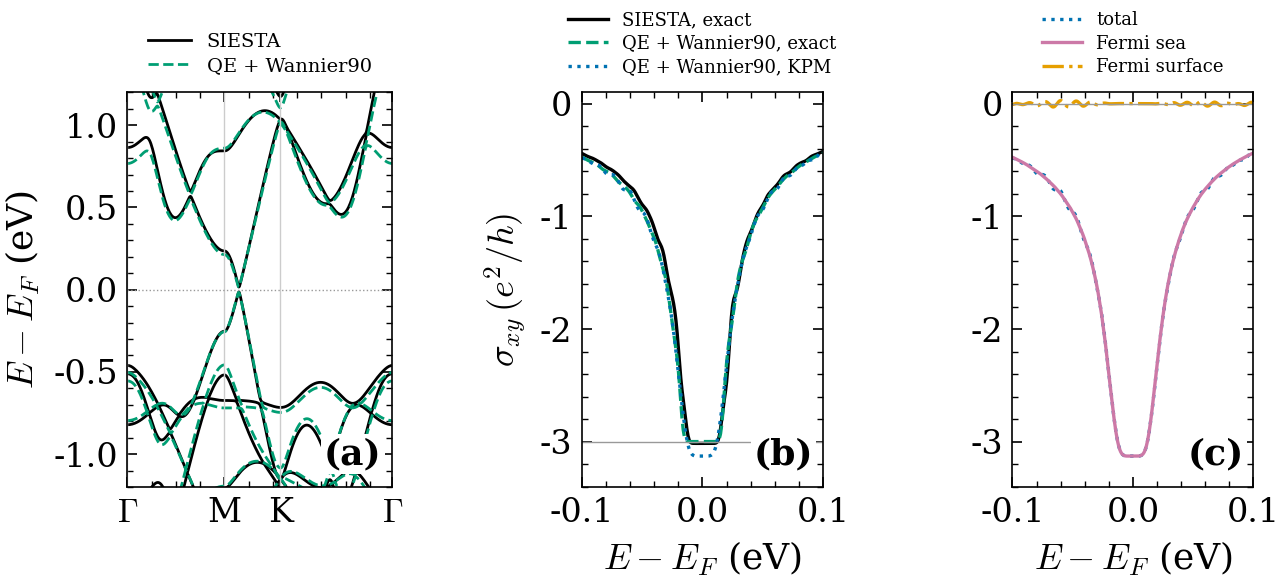 SIESTA
QE + Wannier90
1.0
0.5
0.0
-0.5
-1.0
E − E_F (eV)
Γ M K Γ
(a)
SIESTA, exact
QE + Wannier90, exact
QE + Wannier90, KPM
0
-1
-2
-3
σ_xy (e²/h)
-0.1 0.0 0.1
E − E_F (eV)
(b)
total
Fermi sea
Fermi surface
0
-1
-2
-3
-0.1 0.0 0.1
E − E_F (eV)
(c)